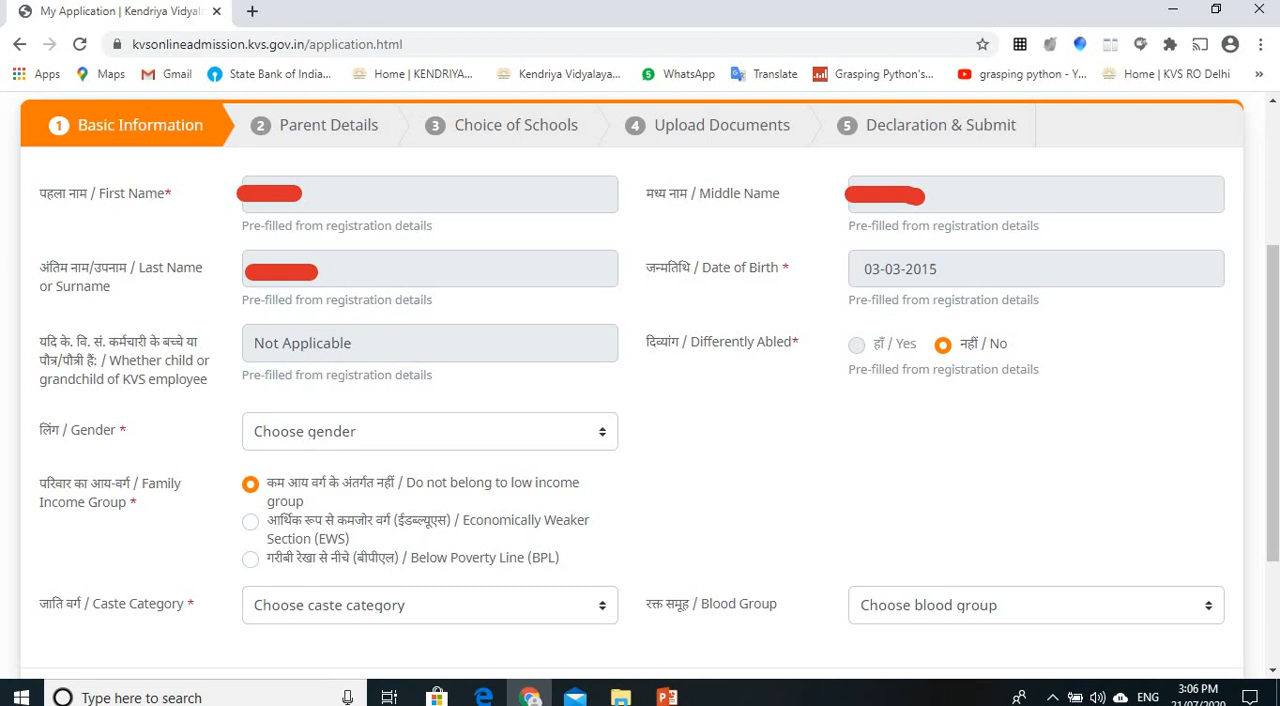 My Application | Kendriya Vidyal
kvsonlineadmission.kvs.gov.in/application.html
Apps Maps Gmail State Bank of India... Home | KENDRIYA... Kendriya Vidyalaya... WhatsApp Translate Grasping Python's... grasping python - Y... Home | KVS RO Delhi »
1 Basic Information 2 Parent Details 3 Choice of Schools 4 Upload Documents 5 Declaration & Submit
पहला नाम / First Name* मध्य नाम / Middle Name
Pre-filled from registration details Pre-filled from registration details
अंतिम नाम/उपनाम / Last Name
or Surname
जन्मतिथि / Date of Birth * 03-03-2015
Pre-filled from registration details Pre-filled from registration details
यदि के. वि. सं. कर्मचारी के बच्चे या
पौत्र/पौत्री हैं: / Whether child or
grandchild of KVS employee
Not Applicable
Pre-filled from registration details
दिव्यांग / Differently Abled* हाँ / Yes नहीं / No
Pre-filled from registration details
लिंग / Gender * Choose gender
परिवार का आय-वर्ग / Family
Income Group *
कम आय वर्ग के अंतर्गत नहीं / Do not belong to low income
group
आर्थिक रूप से कमजोर वर्ग (ईडब्ल्यूएस) / Economically Weaker
Section (EWS)
गरीबी रेखा से नीचे (बीपीएल) / Below Poverty Line (BPL)
जाति वर्ग / Caste Category * Choose caste category रक्त समूह / Blood Group Choose blood group
Type here to search ENG 3:06 PM
21/07/2020